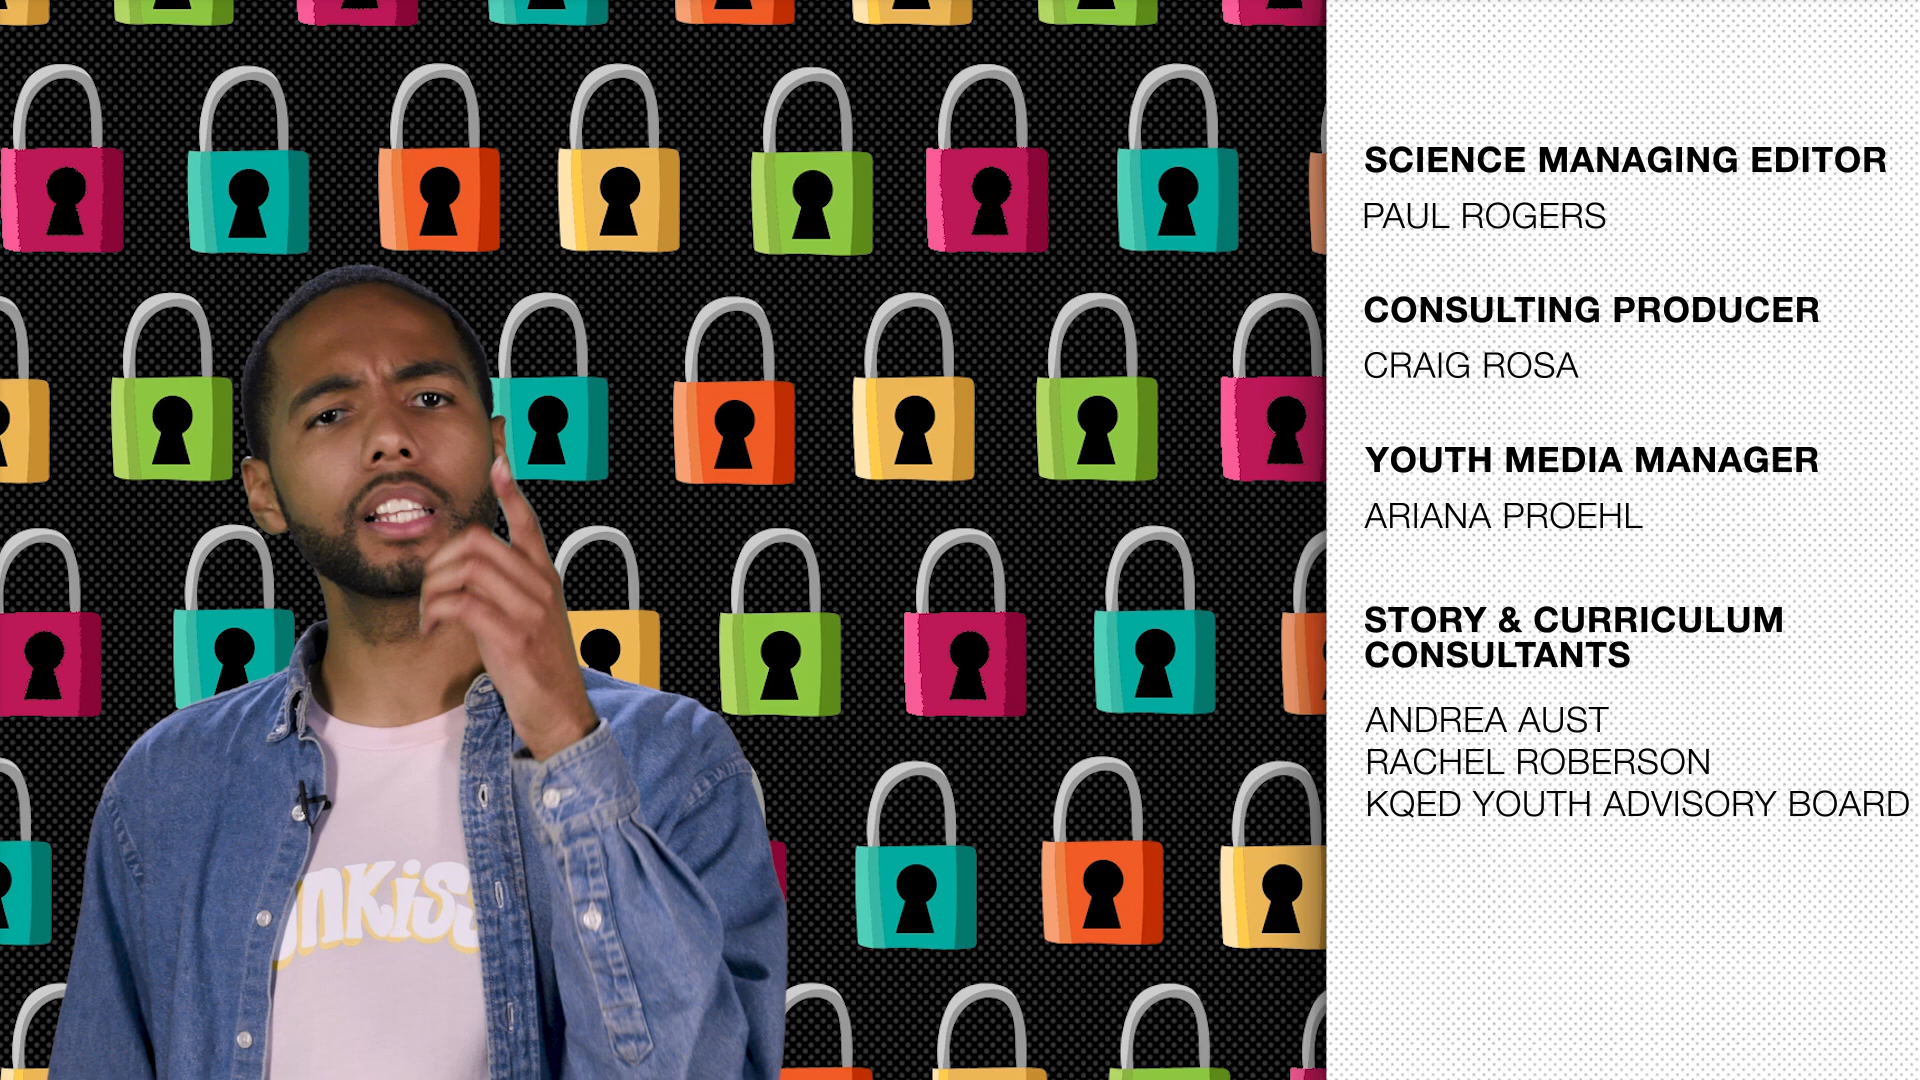 SCIENCE MANAGING EDITOR
PAUL ROGERS
CONSULTING PRODUCER
CRAIG ROSA
YOUTH MEDIA MANAGER
ARIANA PROEHL
STORY & CURRICULUM
CONSULTANTS
ANDREA AUST
RACHEL ROBERSON
KQED YOUTH ADVISORY BOARD